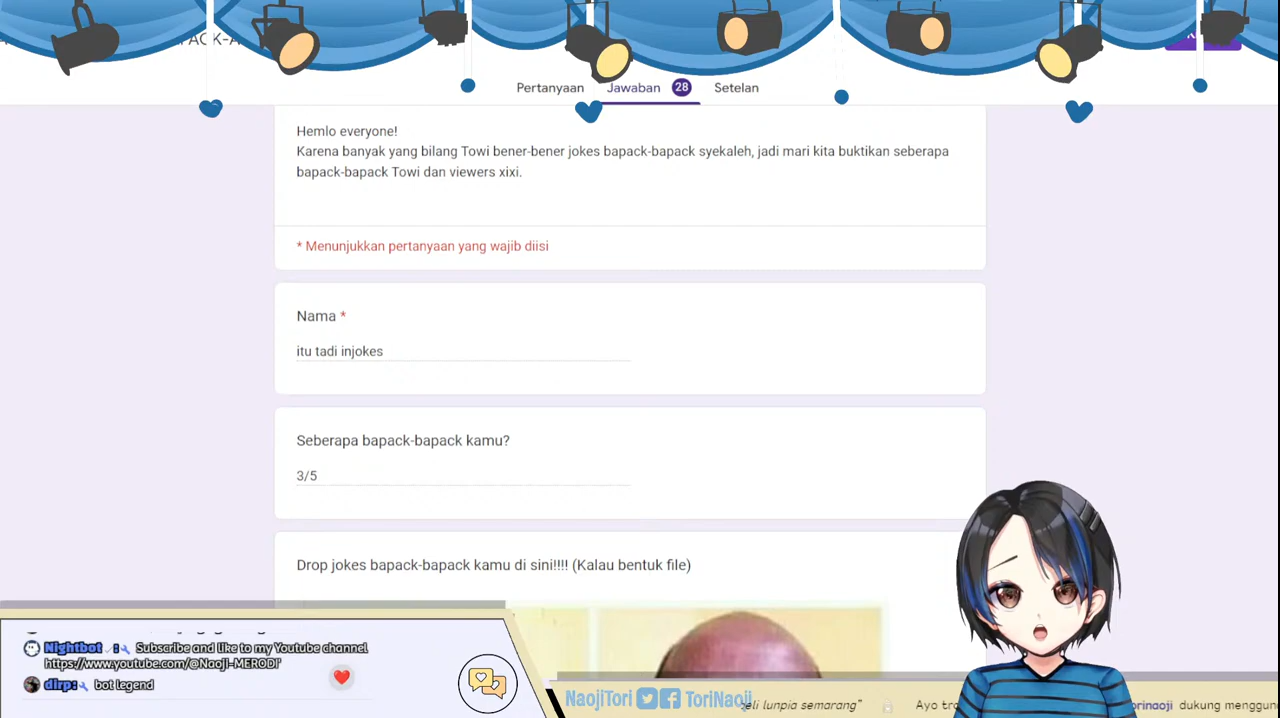 Pertanyaan Jawaban 28 Setelan
Hemlo everyone!
Karena banyak yang bilang Towi bener-bener jokes bapack-bapack syekaleh, jadi mari kita buktikan seberapa
bapack-bapack Towi dan viewers xixi.
* Menunjukkan pertanyaan yang wajib diisi
Nama *
itu tadi injokes
Seberapa bapack-bapack kamu?
3/5
Drop jokes bapack-bapack kamu di sini!!!! (Kalau bentuk file)
Nightbot : Subscribe and like to my Youtube channel
https://www.youtube.com/@Naoji-MERODI'
dirp: bot legend
NaojiTori ToriNaoji
eli lunpia semarang" Ayo tra orinaoji dukung menggun